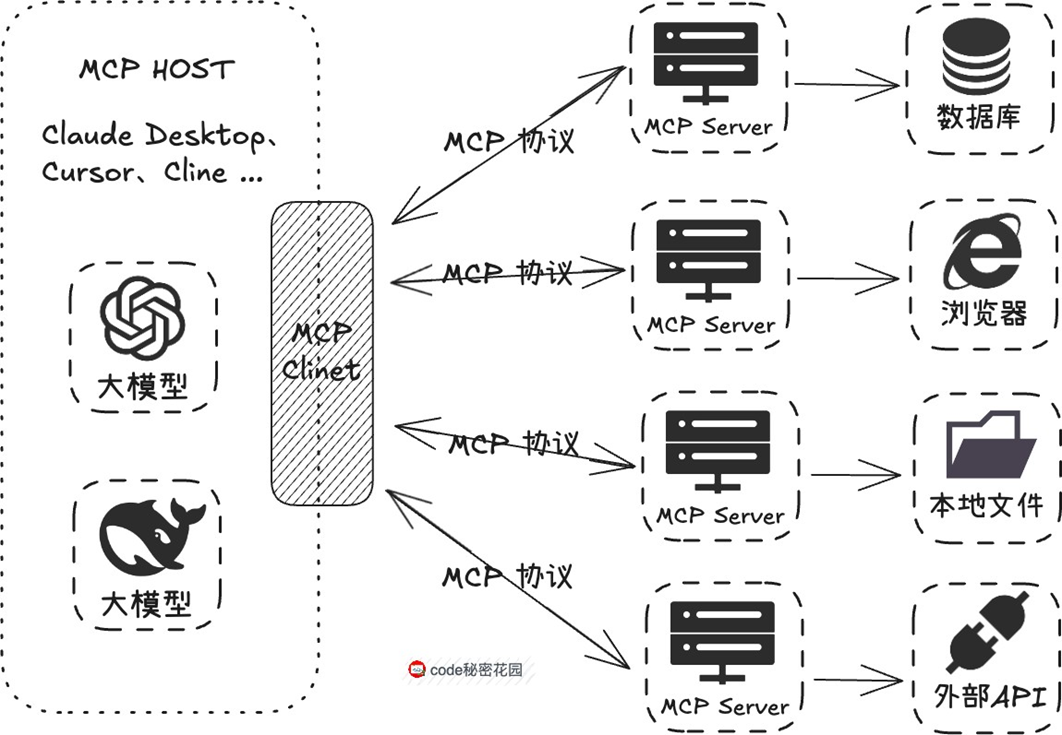 MCP HOST
Claude Desktop、
Cursor、Cline ...
大模型
大模型
MCP
Clinet
MCP 协议
MCP 协议
MCP 协议
MCP 协议
MCP Server
数据库
MCP Server
浏览器
MCP Server
本地文件
MCP Server
外部API
code秘密花园